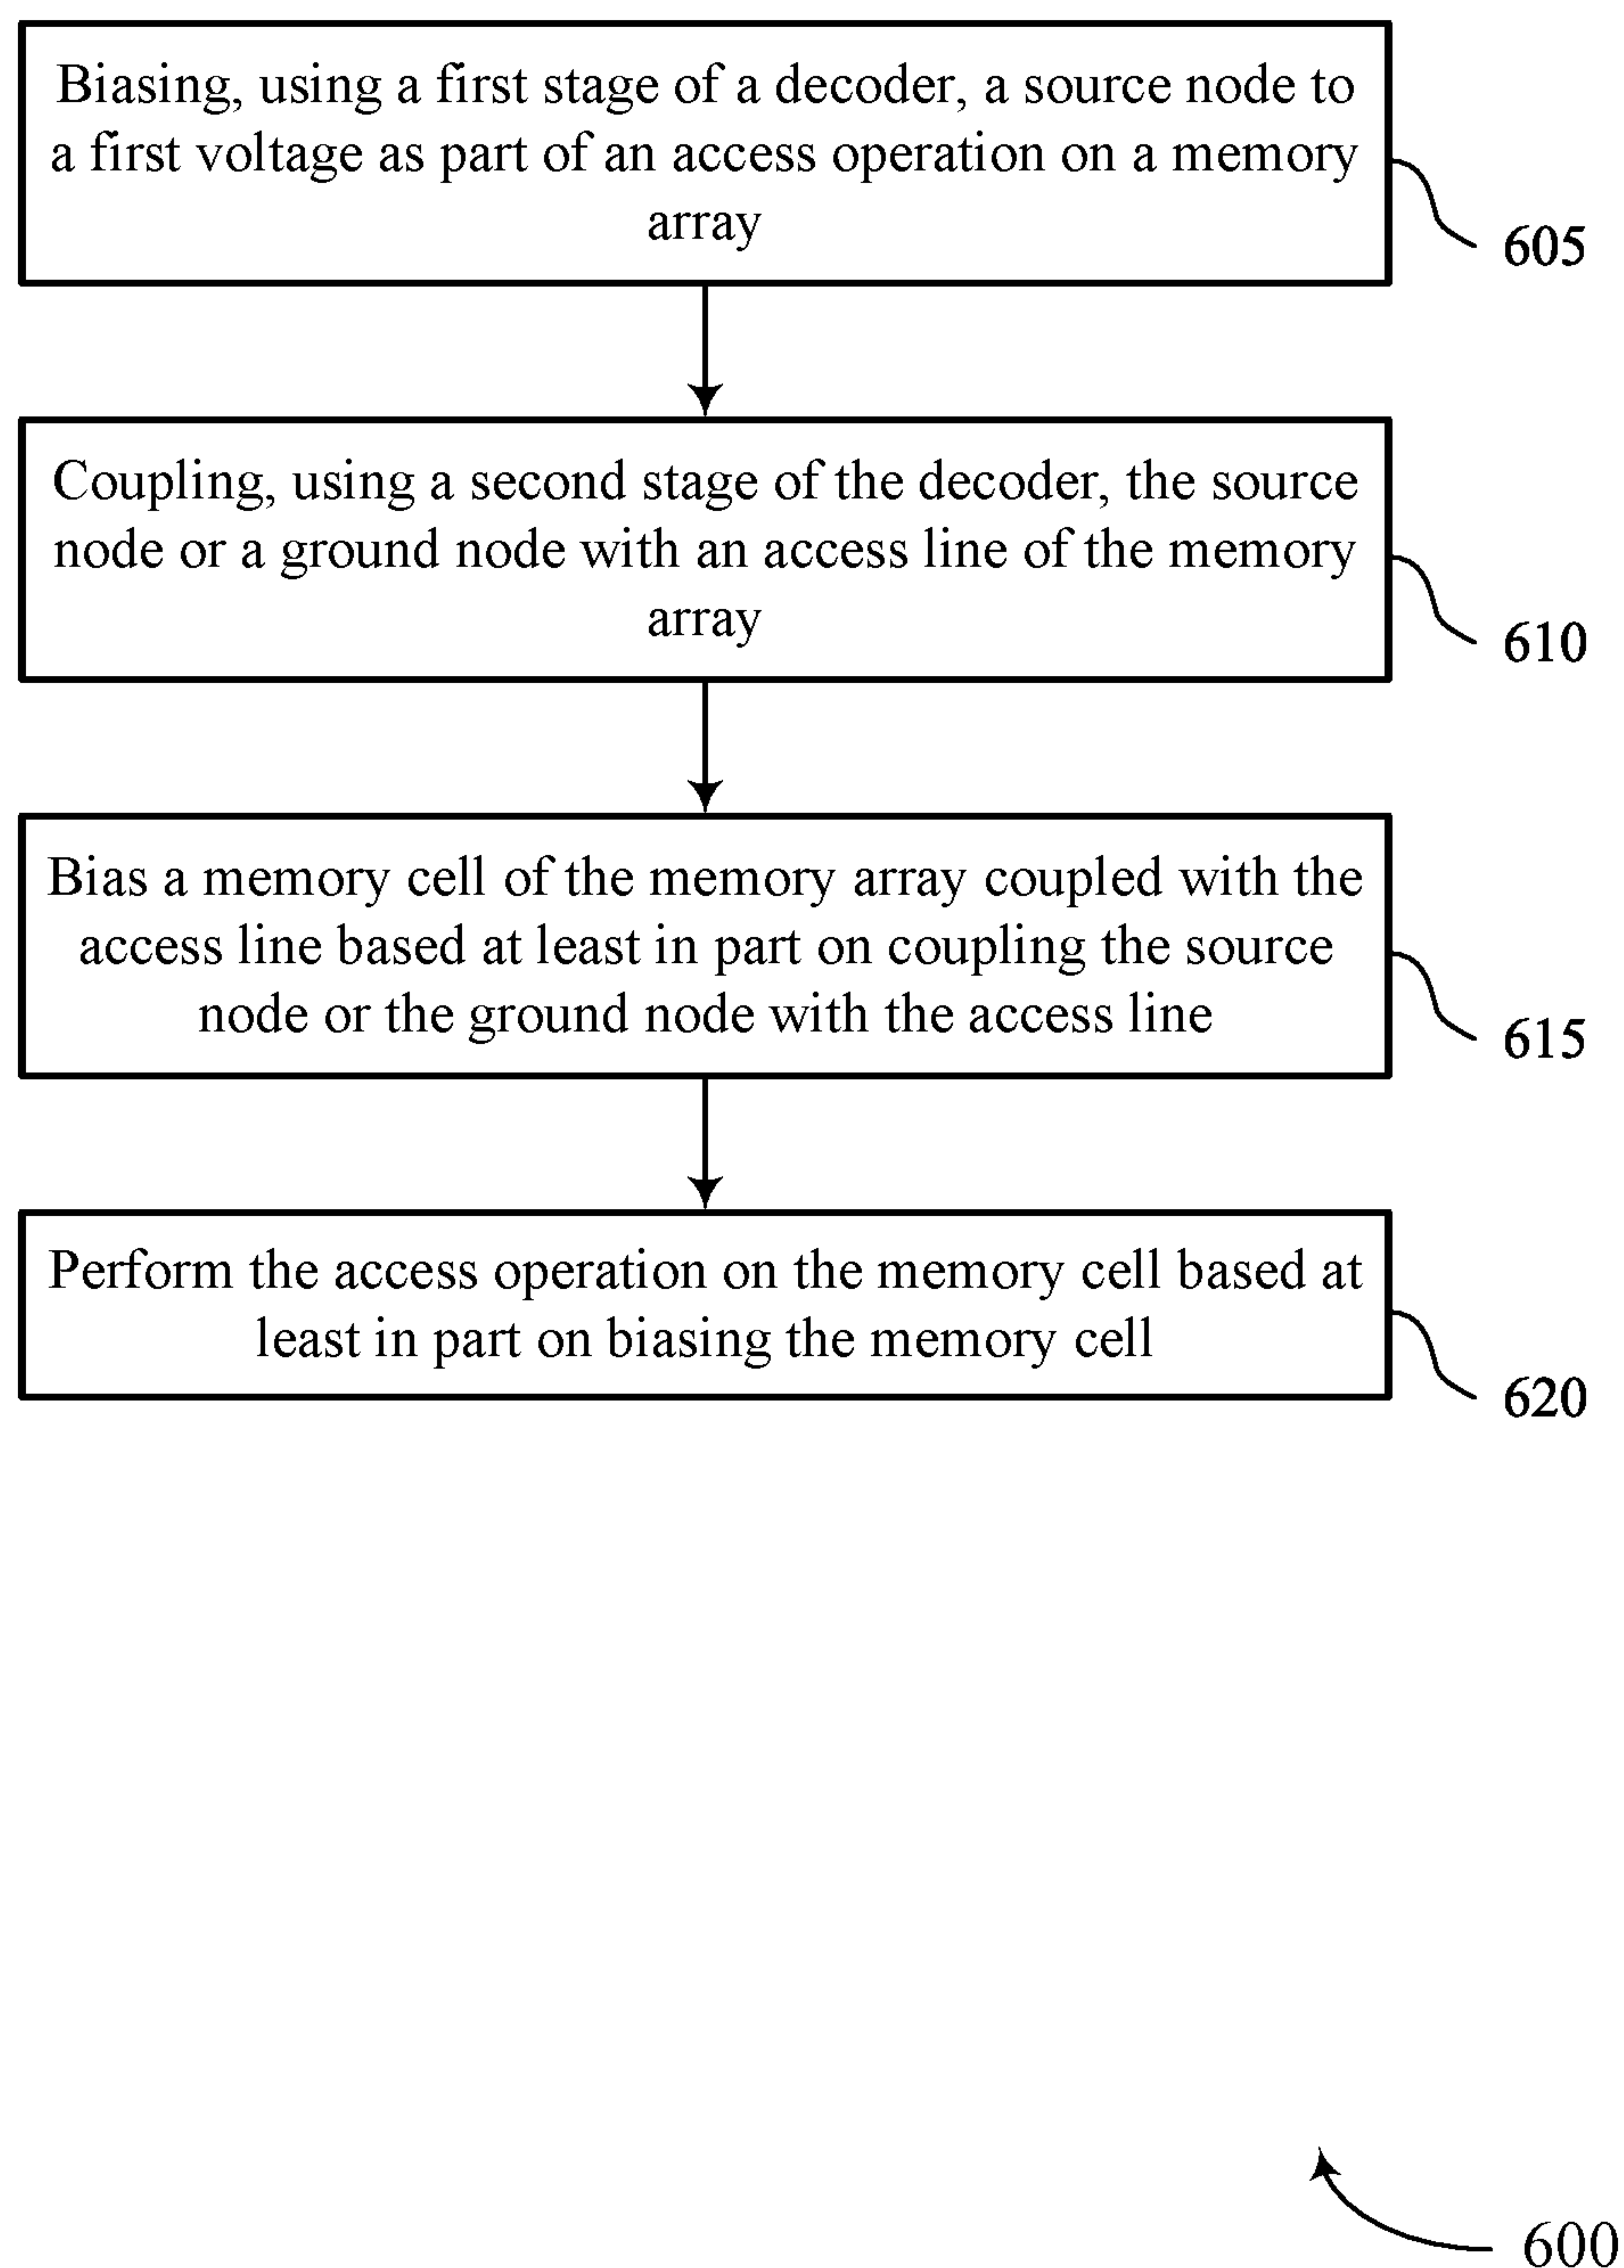 Biasing, using a first stage of a decoder, a source node to
a first voltage as part of an access operation on a memory
array
605
Coupling, using a second stage of the decoder, the source
node or a ground node with an access line of the memory
array
610
Bias a memory cell of the memory array coupled with the
access line based at least in part on coupling the source
node or the ground node with the access line
615
Perform the access operation on the memory cell based at
least in part on biasing the memory cell
620
600